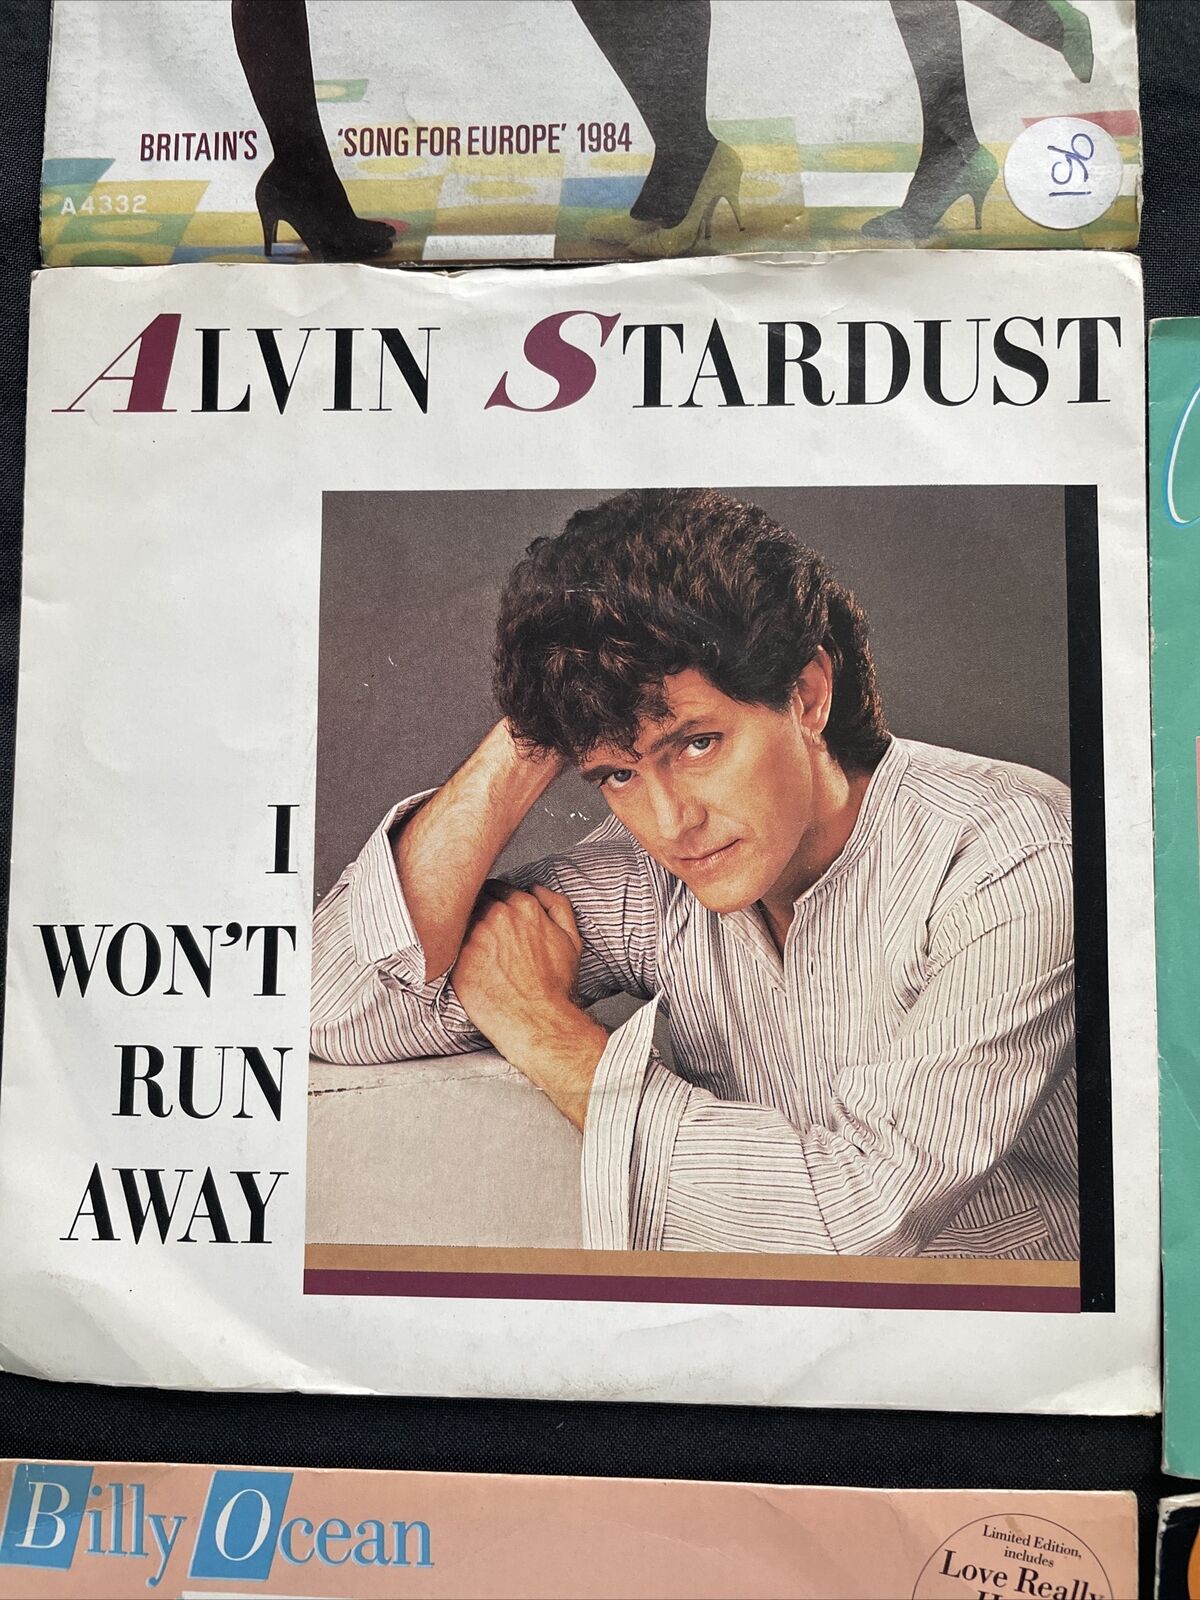 BRITAIN'S 'SONG FOR EUROPE' 1984
A4332
196
ALVIN STARDUST
I
WON'T
RUN
AWAY
Billy Ocean
Limited Edition,
includes
Love Really